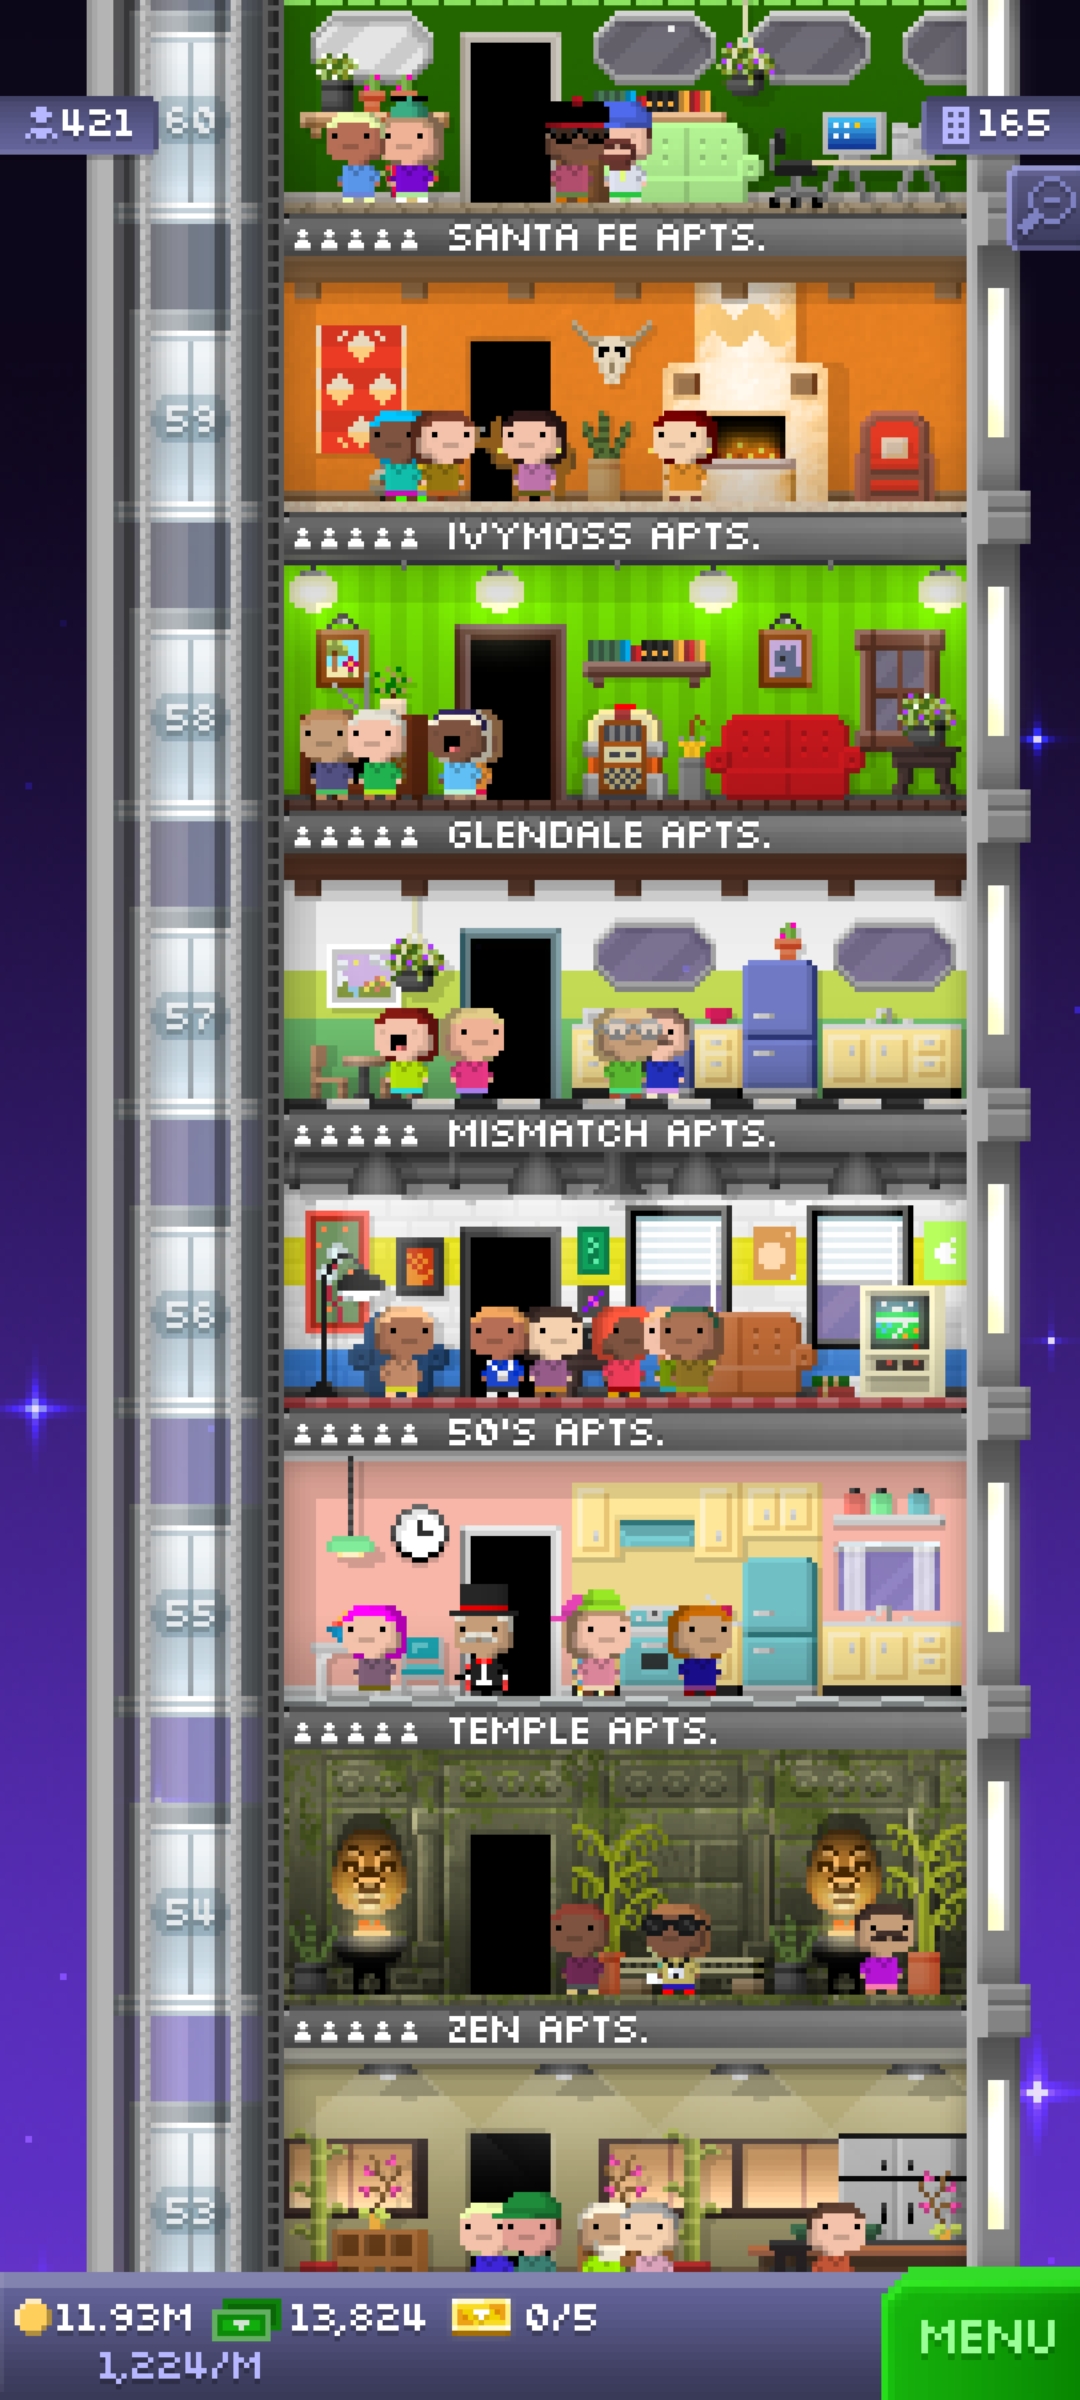 421
60
165
SANTA FE APTS.
59
IVYMOSS APTS.
58
GLENDALE APTS.
57
MISMATCH APTS.
56
50'S APTS.
55
TEMPLE APTS.
54
ZEN APTS.
53
11.93M 13,824 0/5
1,224/M
MENU